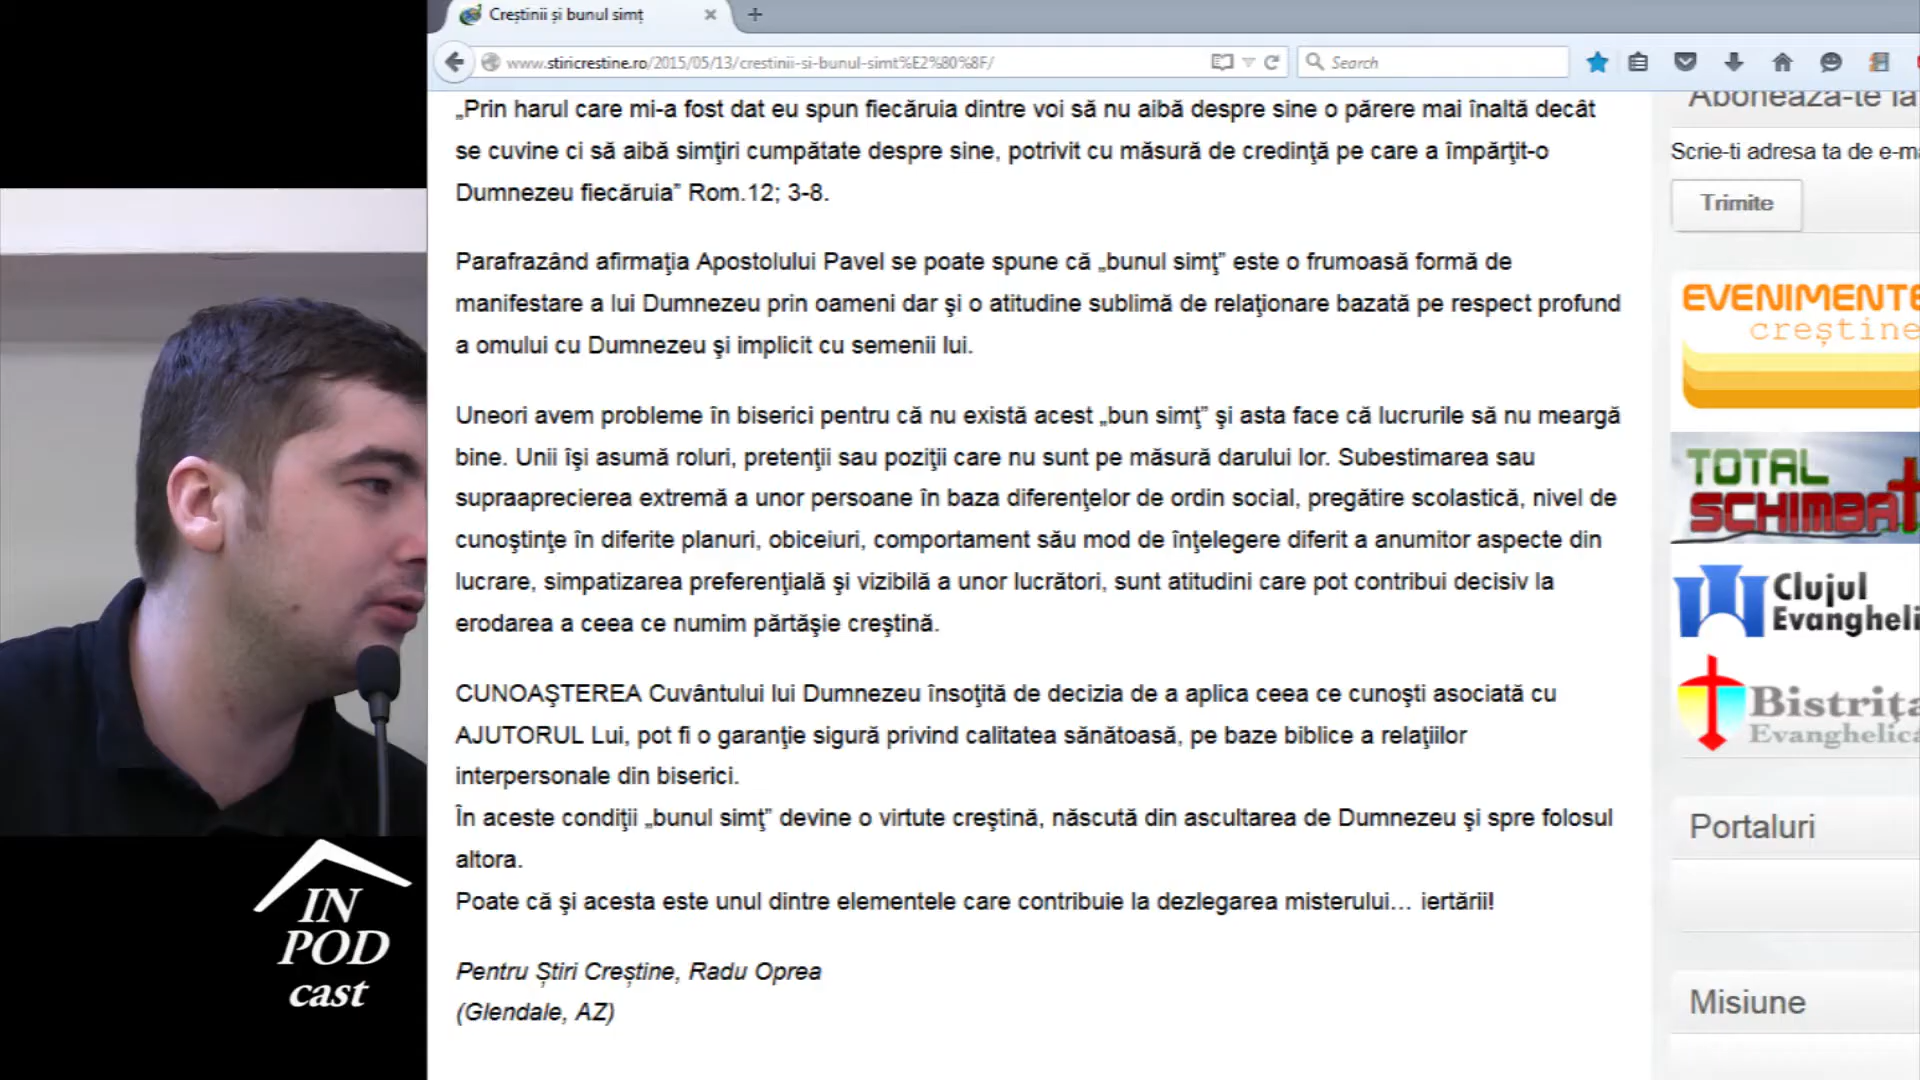 Creștinii și bunul simț
www.stiricrestine.ro/2015/05/13/crestinii-si-bunul-simt%E2%80%8F/
Search
„Prin harul care mi-a fost dat eu spun fiecăruia dintre voi să nu aibă despre sine o părere mai înaltă decât
se cuvine ci să aibă simţiri cumpătate despre sine, potrivit cu măsură de credinţă pe care a împărţit-o
Dumnezeu fiecăruia” Rom.12; 3-8.
Parafrazând afirmaţia Apostolului Pavel se poate spune că „bunul simţ” este o frumoasă formă de
manifestare a lui Dumnezeu prin oameni dar şi o atitudine sublimă de relaţionare bazată pe respect profund
a omului cu Dumnezeu şi implicit cu semenii lui.
Uneori avem probleme în biserici pentru că nu există acest „bun simţ” şi asta face că lucrurile să nu meargă
bine. Unii îşi asumă roluri, pretenţii sau poziţii care nu sunt pe măsură darului lor. Subestimarea sau
supraaprecierea extremă a unor persoane în baza diferenţelor de ordin social, pregătire scolastică, nivel de
cunoştinţe în diferite planuri, obiceiuri, comportament său mod de înţelegere diferit a anumitor aspecte din
lucrare, simpatizarea preferenţială şi vizibilă a unor lucrători, sunt atitudini care pot contribui decisiv la
erodarea a ceea ce numim părtăşie creştină.
CUNOAŞTEREA Cuvântului lui Dumnezeu însoţită de decizia de a aplica ceea ce cunoşti asociată cu
AJUTORUL Lui, pot fi o garanţie sigură privind calitatea sănătoasă, pe baze biblice a relaţiilor
interpersonale din biserici.
În aceste condiţii „bunul simţ” devine o virtute creştină, născută din ascultarea de Dumnezeu şi spre folosul
altora.
Poate că şi acesta este unul dintre elementele care contribuie la dezlegarea misterului… iertării!
Pentru Știri Creștine, Radu Oprea
(Glendale, AZ)
Abonează-te la
Scrie-ti adresa ta de e-ma
Trimite
EVENIMENTE
creștine
TOTAL
SCHIMBAT
Clujul
Evangheli
Bistriţa
Evanghelică
Portaluri
Misiune
IN
POD
cast